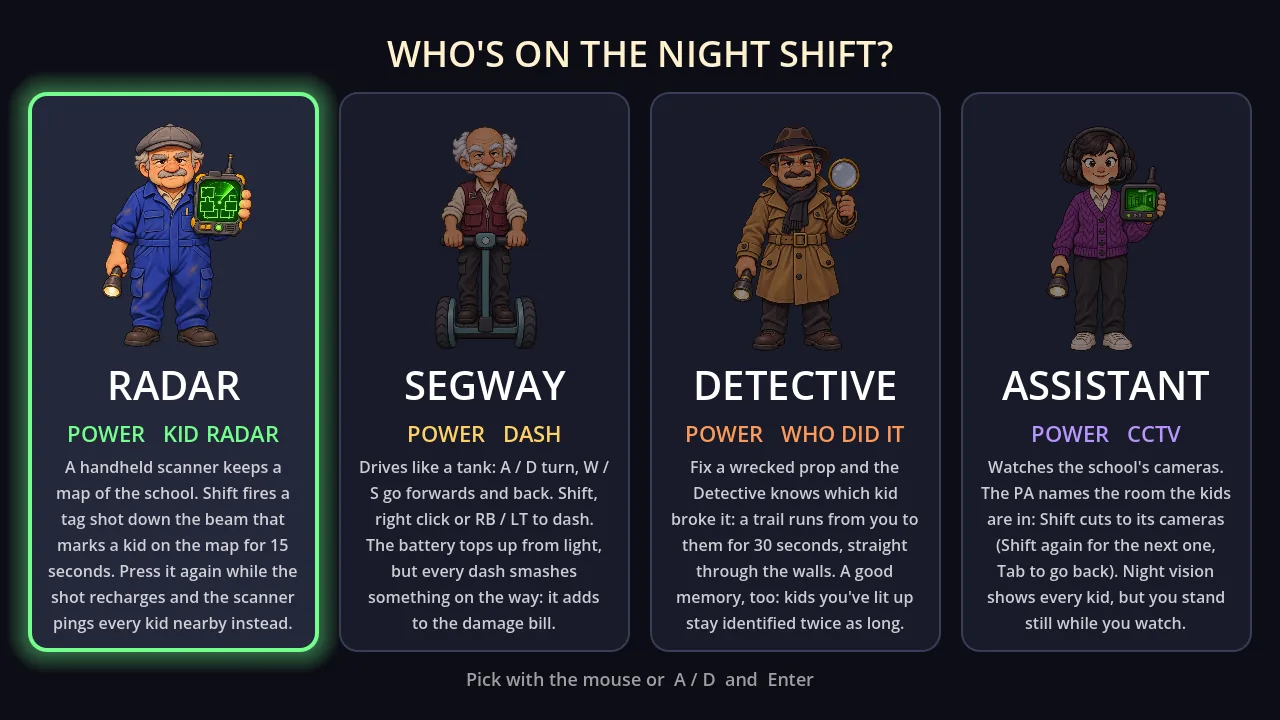 WHO'S ON THE NIGHT SHIFT?
RADAR
POWER KID RADAR
A handheld scanner keeps a
map of the school. Shift fires a
tag shot down the beam that
marks a kid on the map for 15
seconds. Press it again while the
shot recharges and the scanner
pings every kid nearby instead.
SEGWAY
POWER DASH
Drives like a tank: A / D turn, W /
S go forwards and back. Shift,
right click or RB / LT to dash.
The battery tops up from light,
but every dash smashes
something on the way: it adds
to the damage bill.
DETECTIVE
POWER WHO DID IT
Fix a wrecked prop and the
Detective knows which kid
broke it: a trail runs from you to
them for 30 seconds, straight
through the walls. A good
memory, too: kids you've lit up
stay identified twice as long.
ASSISTANT
POWER CCTV
Watches the school's cameras.
The PA names the room the kids
are in: Shift cuts to its cameras
(Shift again for the next one,
Tab to go back). Night vision
shows every kid, but you stand
still while you watch.
Pick with the mouse or A / D and Enter